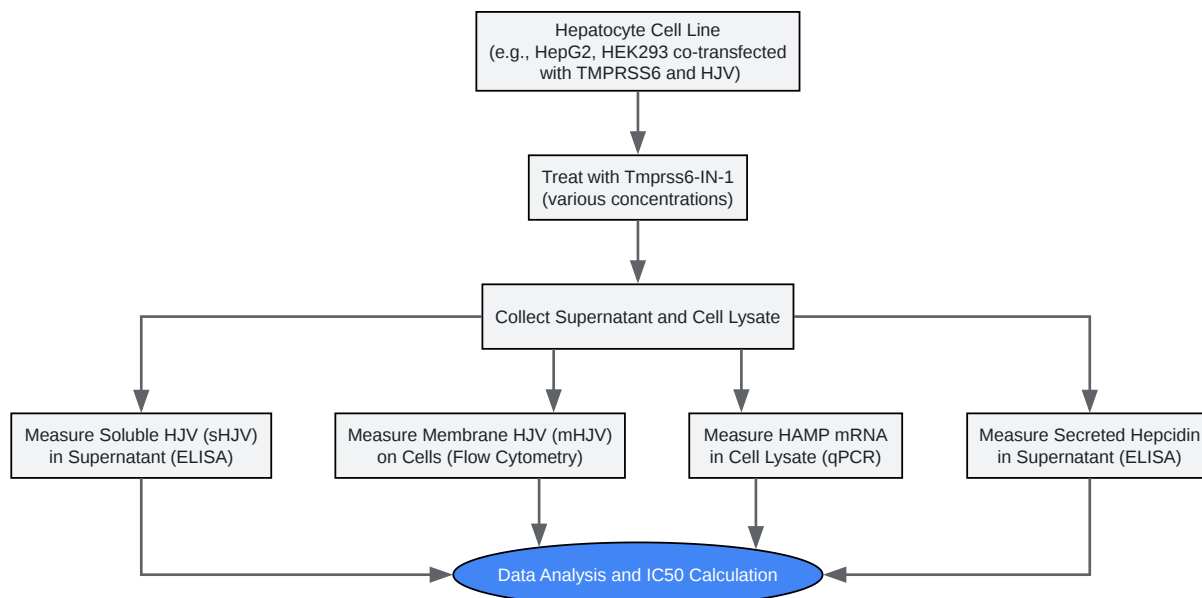 Hepatocyte Cell Line
(e.g., HepG2, HEK293 co-transfected
with TMPRSS6 and HJV)
Treat with Tmprss6-IN-1
(various concentrations)
Collect Supernatant and Cell Lysate
Measure Soluble HJV (sHJV)
in Supernatant (ELISA)
Measure Membrane HJV (mHJV)
on Cells (Flow Cytometry)
Measure HAMP mRNA
in Cell Lysate (qPCR)
Measure Secreted Hepcidin
in Supernatant (ELISA)
Data Analysis and IC50 Calculation